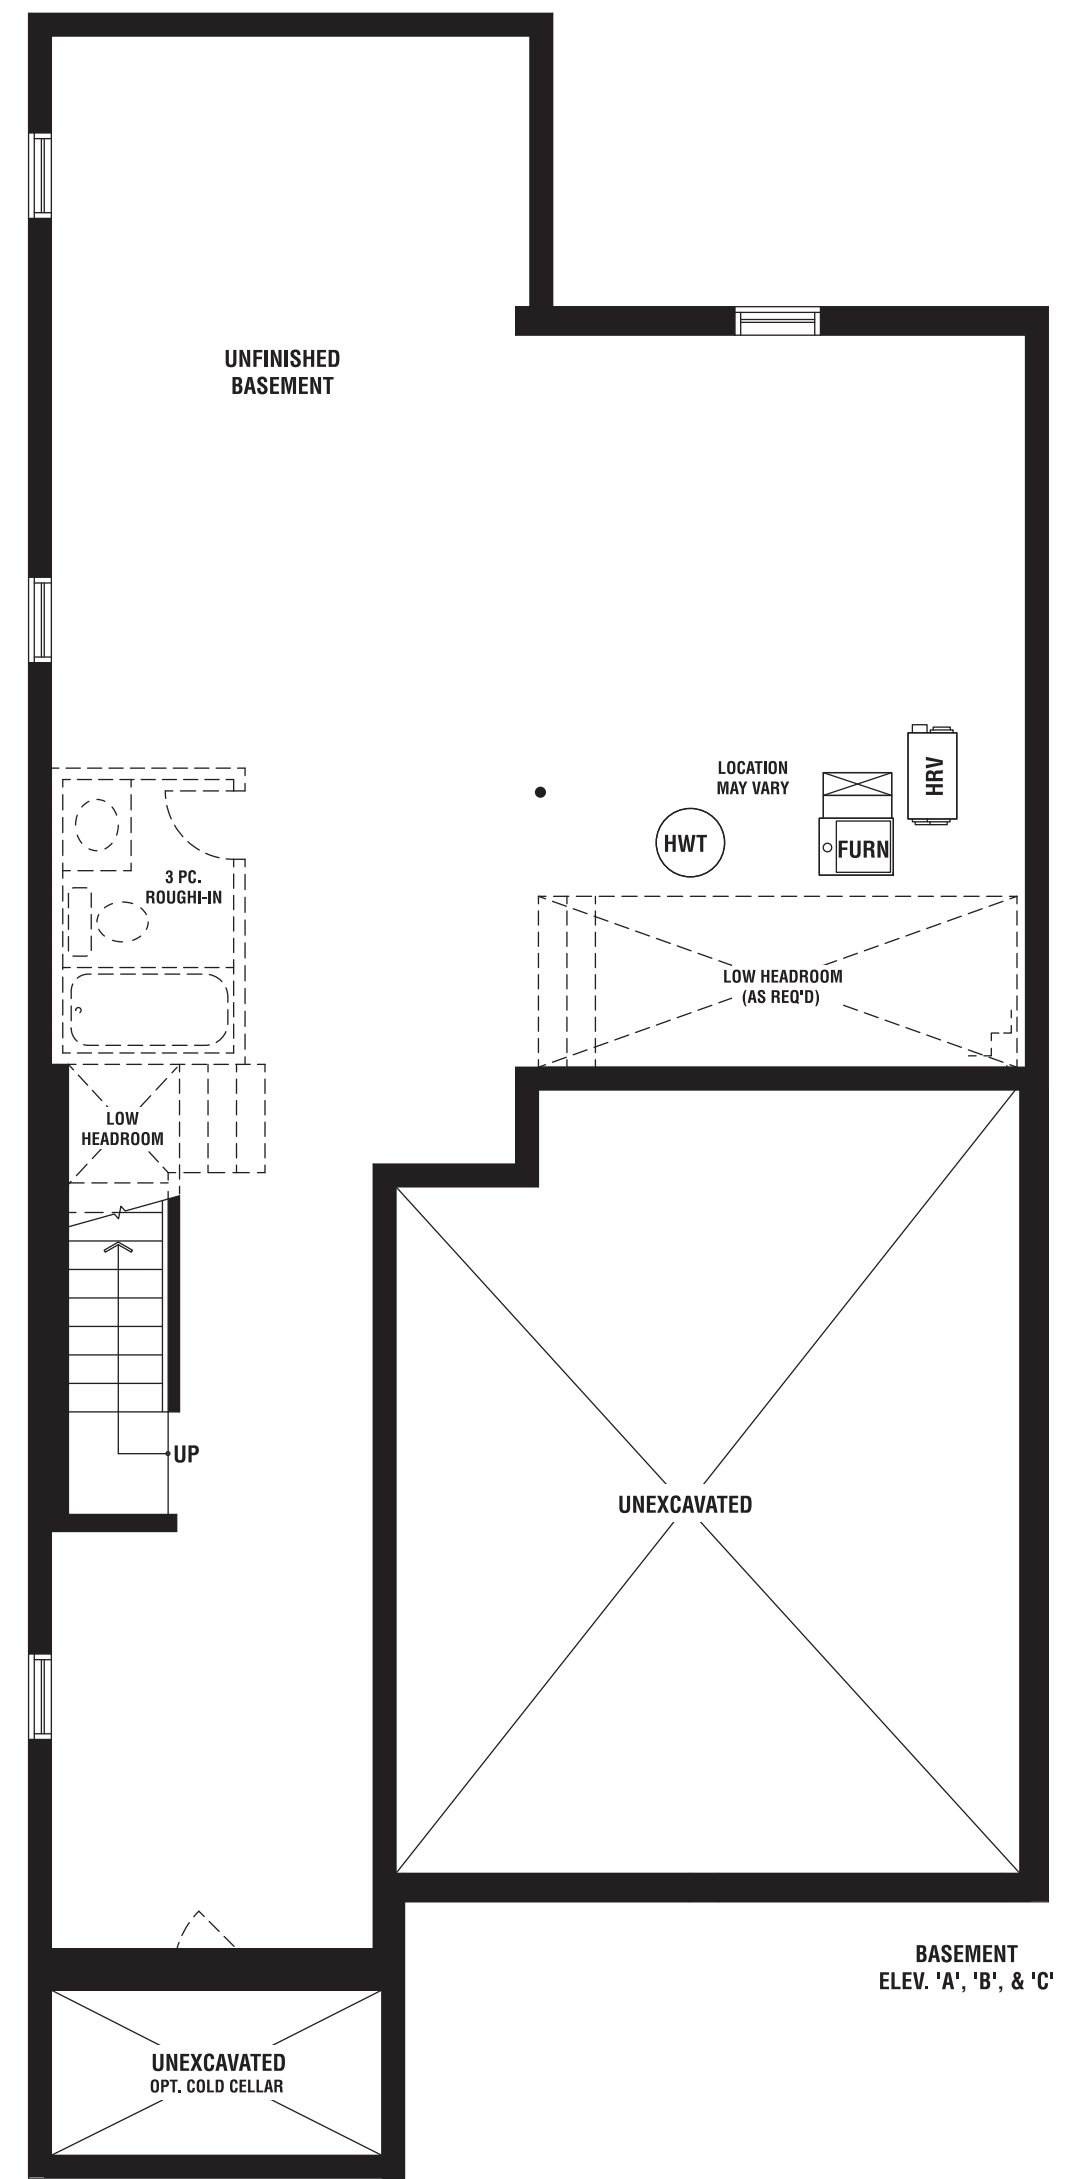 UNFINISHED
BASEMENT
LOCATION
MAY VARY
HRV
HWT
FURN
3 PC.
ROUGHI-IN
LOW HEADROOM
(AS REQ'D)
LOW
HEADROOM
UP
UNEXCAVATED
BASEMENT
ELEV. 'A', 'B', & 'C'
UNEXCAVATED
OPT. COLD CELLAR